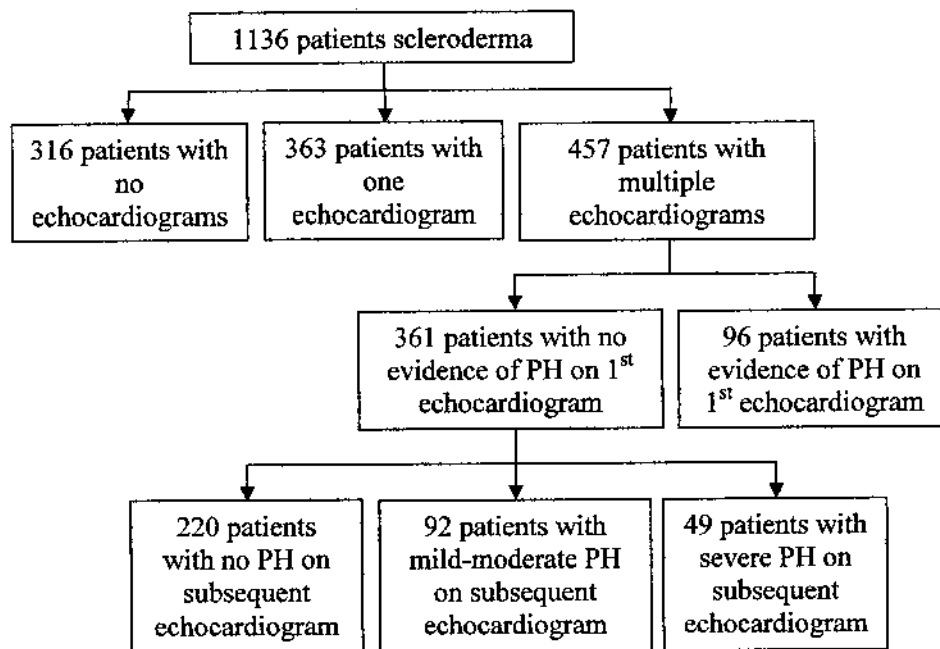 1136 patients scleroderma
316 patients with
no
echocardiograms
363 patients with
one
echocardiogram
457 patients with
multiple
echocardiograms
361 patients with no
evidence of PH on 1st
echocardiogram
96 patients with
evidence of PH on
1st echocardiogram
220 patients
with no PH on
subsequent
echocardiogram
92 patients with
mild-moderate PH
on subsequent
echocardiogram
49 patients with
severe PH on
subsequent
echocardiogram